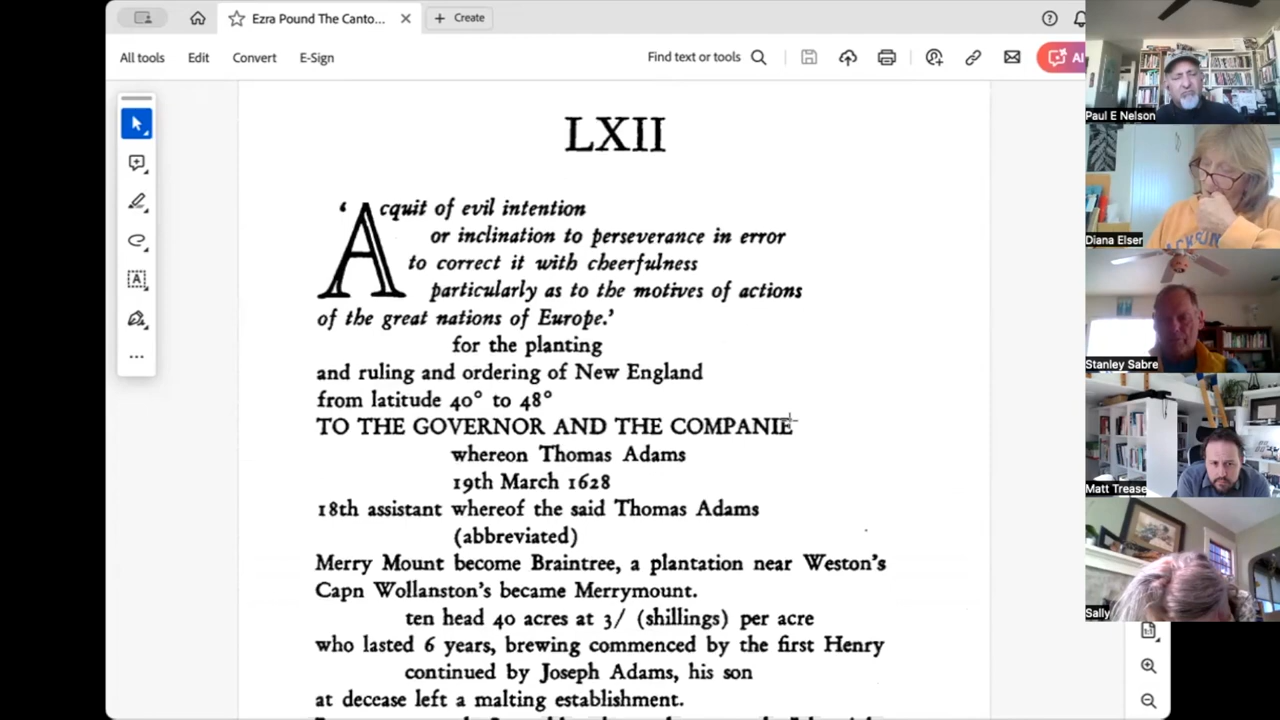 Ezra Pound The Canto...
Create
All tools
Edit
Convert
E-Sign
Find text or tools
AI
LXII
'Acquit of evil intention
or inclination to perseverance in error
to correct it with cheerfulness
particularly as to the motives of actions
of the great nations of Europe.'
for the planting
and ruling and ordering of New England
from latitude 40° to 48°
TO THE GOVERNOR AND THE COMPANIE
whereon Thomas Adams
19th March 1628
18th assistant whereof the said Thomas Adams
(abbreviated)
Merry Mount become Braintree, a plantation near Weston's
Capn Wollanston's became Merrymount.
ten head 40 acres at 3/ (shillings) per acre
who lasted 6 years, brewing commenced by the first Henry
continued by Joseph Adams, his son
at decease left a malting establishment.
Paul E Nelson
Diana Elser
Stanley Sabre
Matt Trease
Sally